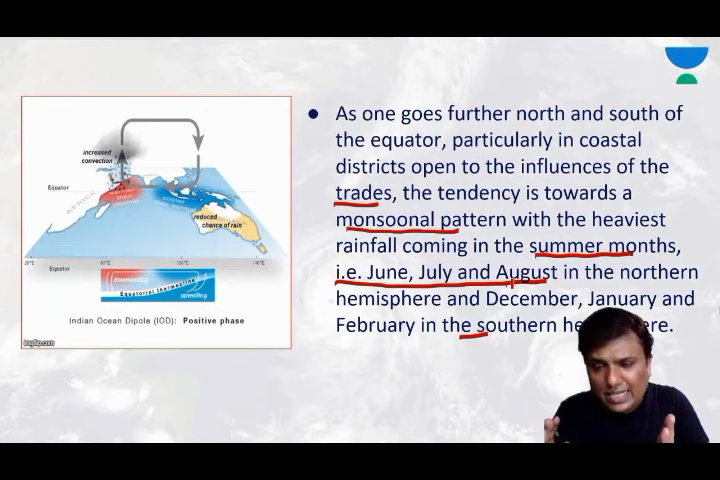 As one goes further north and south of
the equator, particularly in coastal
districts open to the influences of the
trades, the tendency is towards a
monsoonal pattern with the heaviest
rainfall coming in the summer months,
i.e. June, July and August in the northern
hemisphere and December, January and
February in the southern
increased
convection
Equator
AFRICA
reduced
chance of rain
Equator
downwelling
Equatorial thermocline
upwelling
Indian Ocean Dipole (IOD): Positive phase
imgflip.com